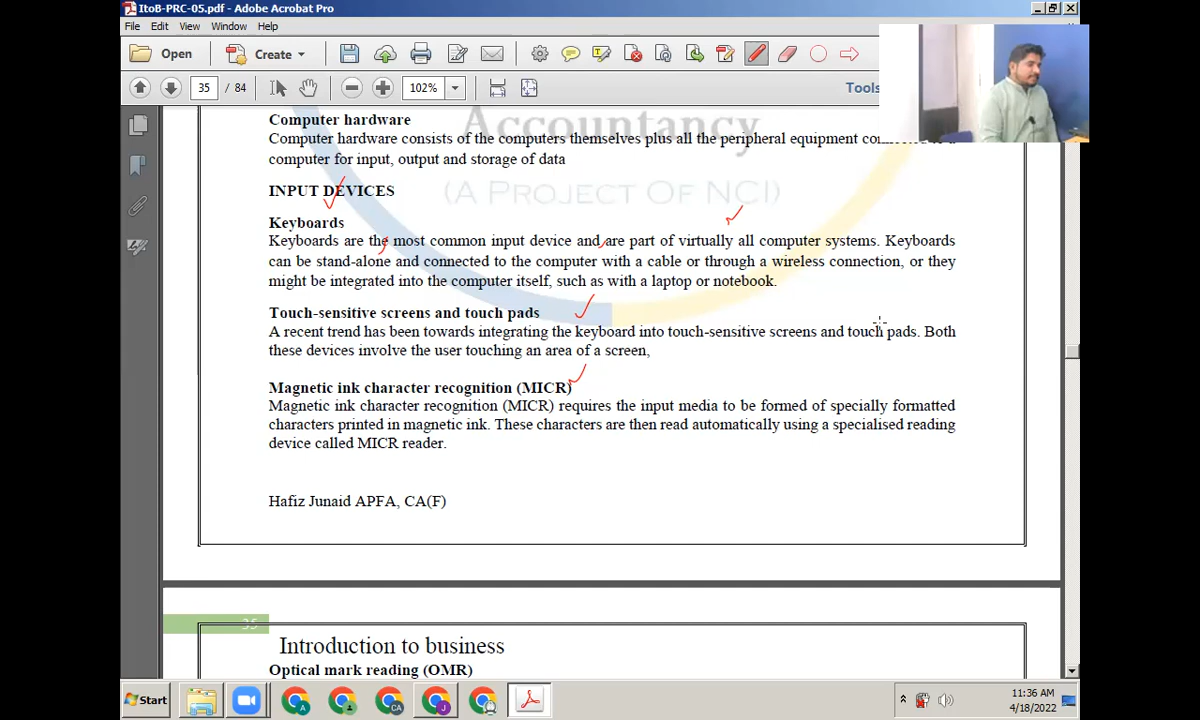 ItoB-PRC-05.pdf - Adobe Acrobat Pro
File Edit View Window Help
Open Create
35 / 84 102% Tools
Accountancy
Computer hardware
Computer hardware consists of the computers themselves plus all the peripheral equipment
computer for input, output and storage of data
INPUT DEVICES
(A PROJECT OF NCI)
Keyboards
Keyboards are the most common input device and are part of virtually all computer systems. Keyboards
can be stand-alone and connected to the computer with a cable or through a wireless connection, or they
might be integrated into the computer itself, such as with a laptop or notebook.
Touch-sensitive screens and touch pads
A recent trend has been towards integrating the keyboard into touch-sensitive screens and touch pads. Both
these devices involve the user touching an area of a screen,
Magnetic ink character recognition (MICR)
Magnetic ink character recognition (MICR) requires the input media to be formed of specially formatted
characters printed in magnetic ink. These characters are then read automatically using a specialised reading
device called MICR reader.
Hafiz Junaid APFA, CA(F)
35
Introduction to business
Optical mark reading (OMR)
Start
11:36 AM
4/18/2022